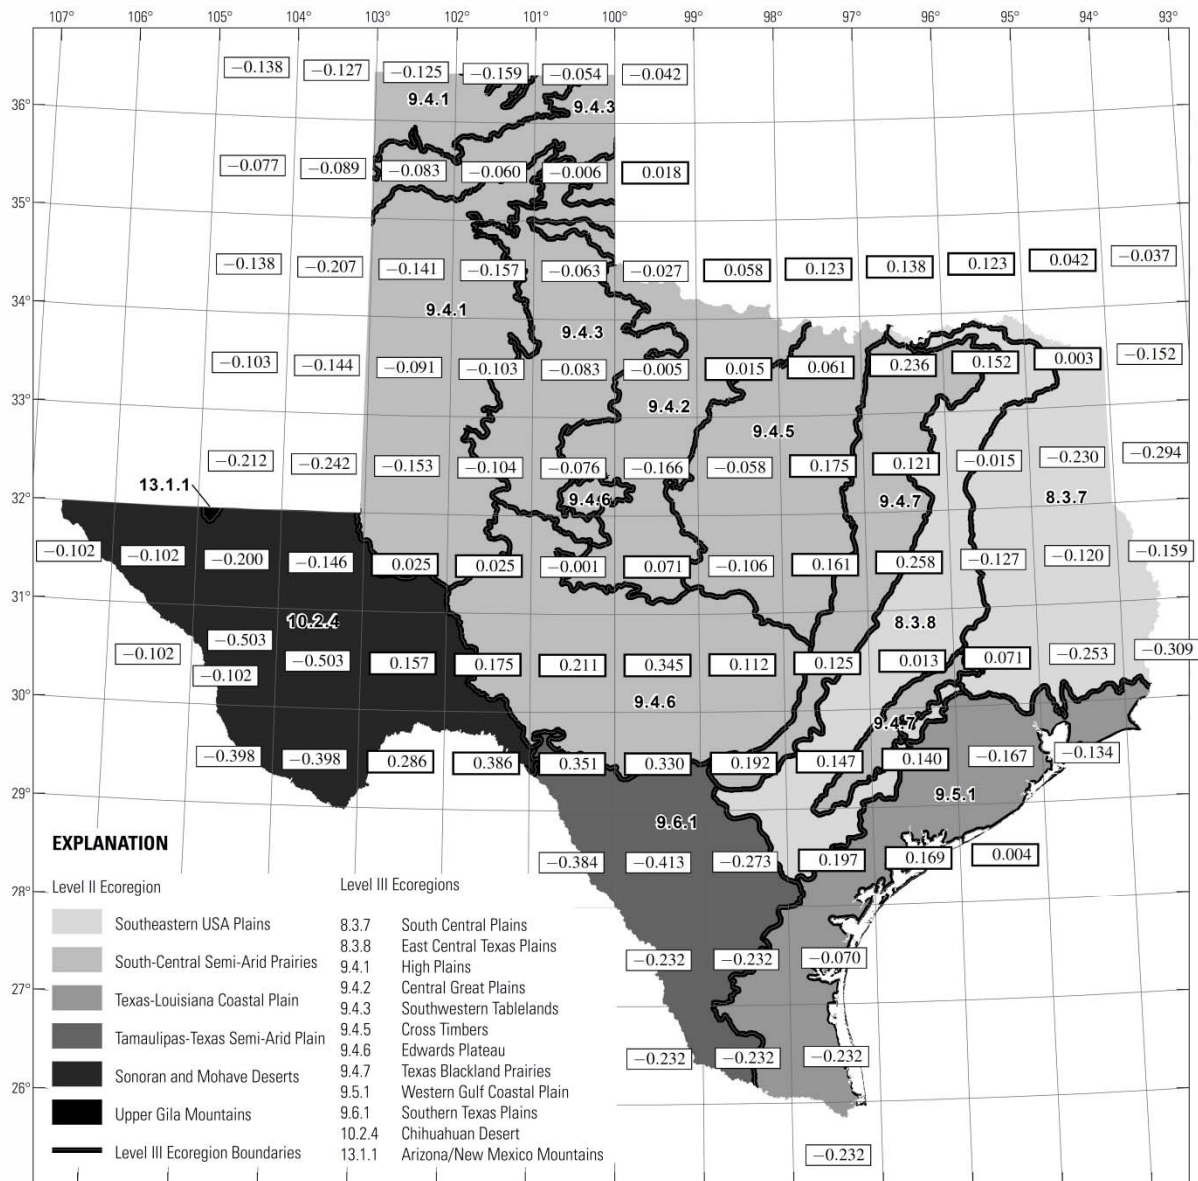 107° 106° 105° 104° 103° 102° 101° 100° 99° 98° 97° 96° 95° 94° 93°
−0.138 −0.127 −0.125 −0.159 −0.054 −0.042
36° 9.4.1 9.4.3
−0.077 −0.089 −0.083 −0.060 −0.006 0.018
35°
−0.138 −0.207 −0.141 −0.157 −0.063 −0.027 0.058 0.123 0.138 0.123 0.042 −0.037
34° 9.4.1 9.4.3
−0.103 −0.144 −0.091 −0.103 −0.083 −0.005 0.015 0.061 0.236 0.152 0.003 −0.152
33° 9.4.2 9.4.5
−0.212 −0.242 −0.153 −0.104 −0.076 −0.166 −0.058 0.175 0.121 −0.015 −0.230 −0.294
32° 13.1.1 9.4.6 9.4.7 8.3.7
−0.102 −0.102 −0.200 −0.146 0.025 0.025 −0.001 0.071 −0.106 0.161 0.258 −0.127 −0.120 −0.159
31° 10.2.4 8.3.8
−0.102 −0.503 −0.503 0.157 0.175 0.211 0.345 0.112 0.125 0.013 0.071 −0.253 −0.309
−0.102
30° 9.4.6 9.4.7
−0.398 −0.398 0.286 0.386 0.351 0.330 0.192 0.147 0.140 −0.167 −0.134
29° 9.6.1 9.5.1
−0.384 −0.413 −0.273 0.197 0.169 0.004
28°
−0.232 −0.232 −0.070
27°
−0.232 −0.232 −0.232
26°
−0.232
EXPLANATION
Level II Ecoregion
Southeastern USA Plains
South-Central Semi-Arid Prairies
Texas-Louisiana Coastal Plain
Tamaulipas-Texas Semi-Arid Plain
Sonoran and Mohave Deserts
Upper Gila Mountains
Level III Ecoregion Boundaries
Level III Ecoregions
8.3.7 South Central Plains
8.3.8 East Central Texas Plains
9.4.1 High Plains
9.4.2 Central Great Plains
9.4.3 Southwestern Tablelands
9.4.5 Cross Timbers
9.4.6 Edwards Plateau
9.4.7 Texas Blackland Prairies
9.5.1 Western Gulf Coastal Plain
9.6.1 Southern Texas Plains
10.2.4 Chihuahuan Desert
13.1.1 Arizona/New Mexico Mountains